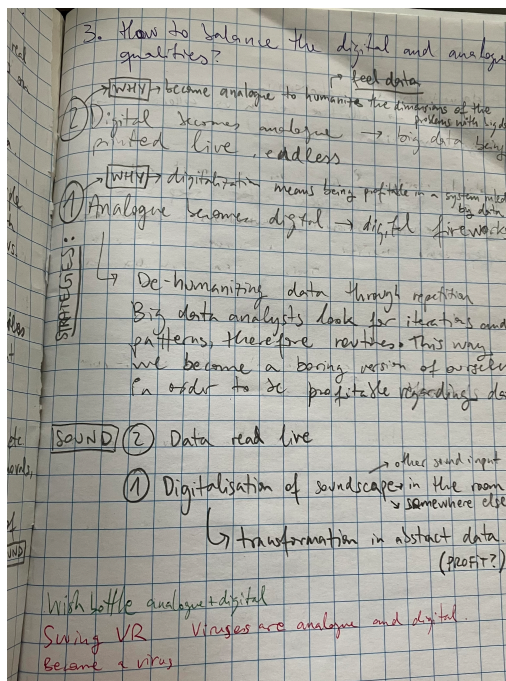 3. How to balance the digital and analogue
qualities?
feel data
WHY → become analogue to humanite the dimensions of the
problems with big da
2 Digital becomes analogue → big data being
printed live, endless
WHY → digitalization means being profitable in a system ruled
big data
1 Analogue becomes digital → digital firework
STRATEGIES:
↳ De-humanizing data through repetition
Big data analysts look for iterations and
patterns, therefore routines. This way
we become a boring version of ourselv
in order to be profitable regarding da
SOUND 2 Data read live
other sound input
1 Digitalisation of soundscape → in the room
somewhere else
↳ transformation in abstract data.
(PROFIT?)
Wish bottle analogue + digital
Swing VR Viruses are analogue and digital.
Become a virus